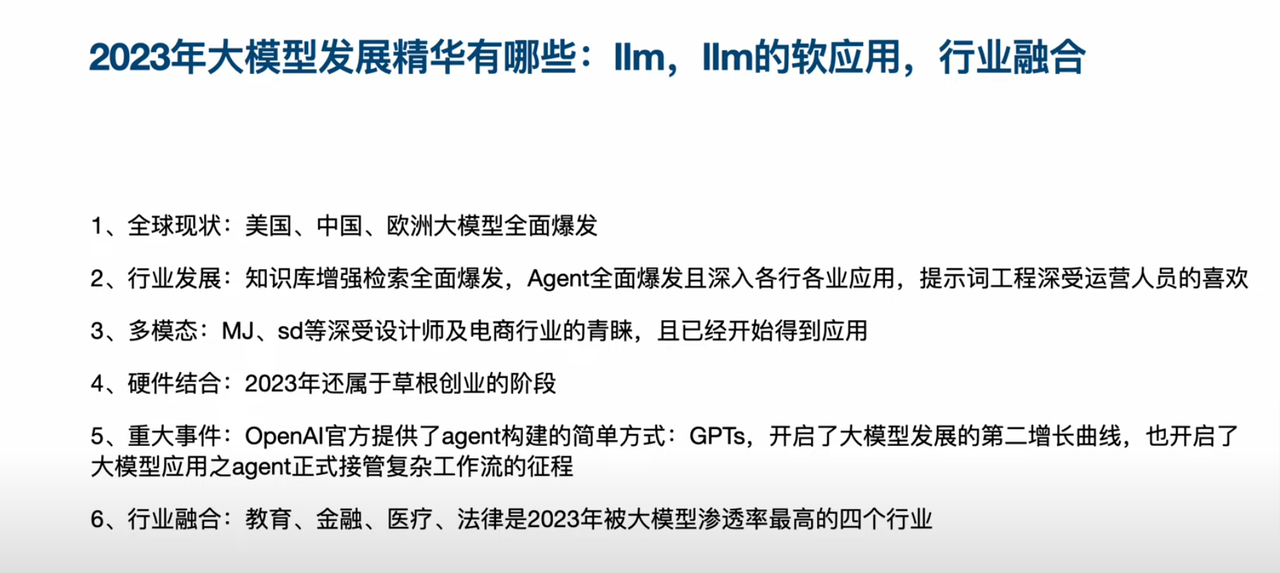 2023年大模型发展精华有哪些：llm，llm的软应用，行业融合
1、全球现状：美国、中国、欧洲大模型全面爆发
2、行业发展：知识库增强检索全面爆发，Agent全面爆发且深入各行各业应用，提示词工程深受运营人员的喜欢
3、多模态：MJ、sd等深受设计师及电商行业的青睐，且已经开始得到应用
4、硬件结合：2023年还属于草根创业的阶段
5、重大事件：OpenAI官方提供了agent构建的简单方式：GPTs，开启了大模型发展的第二增长曲线，也开启了
大模型应用之agent正式接管复杂工作流的征程
6、行业融合：教育、金融、医疗、法律是2023年被大模型渗透率最高的四个行业